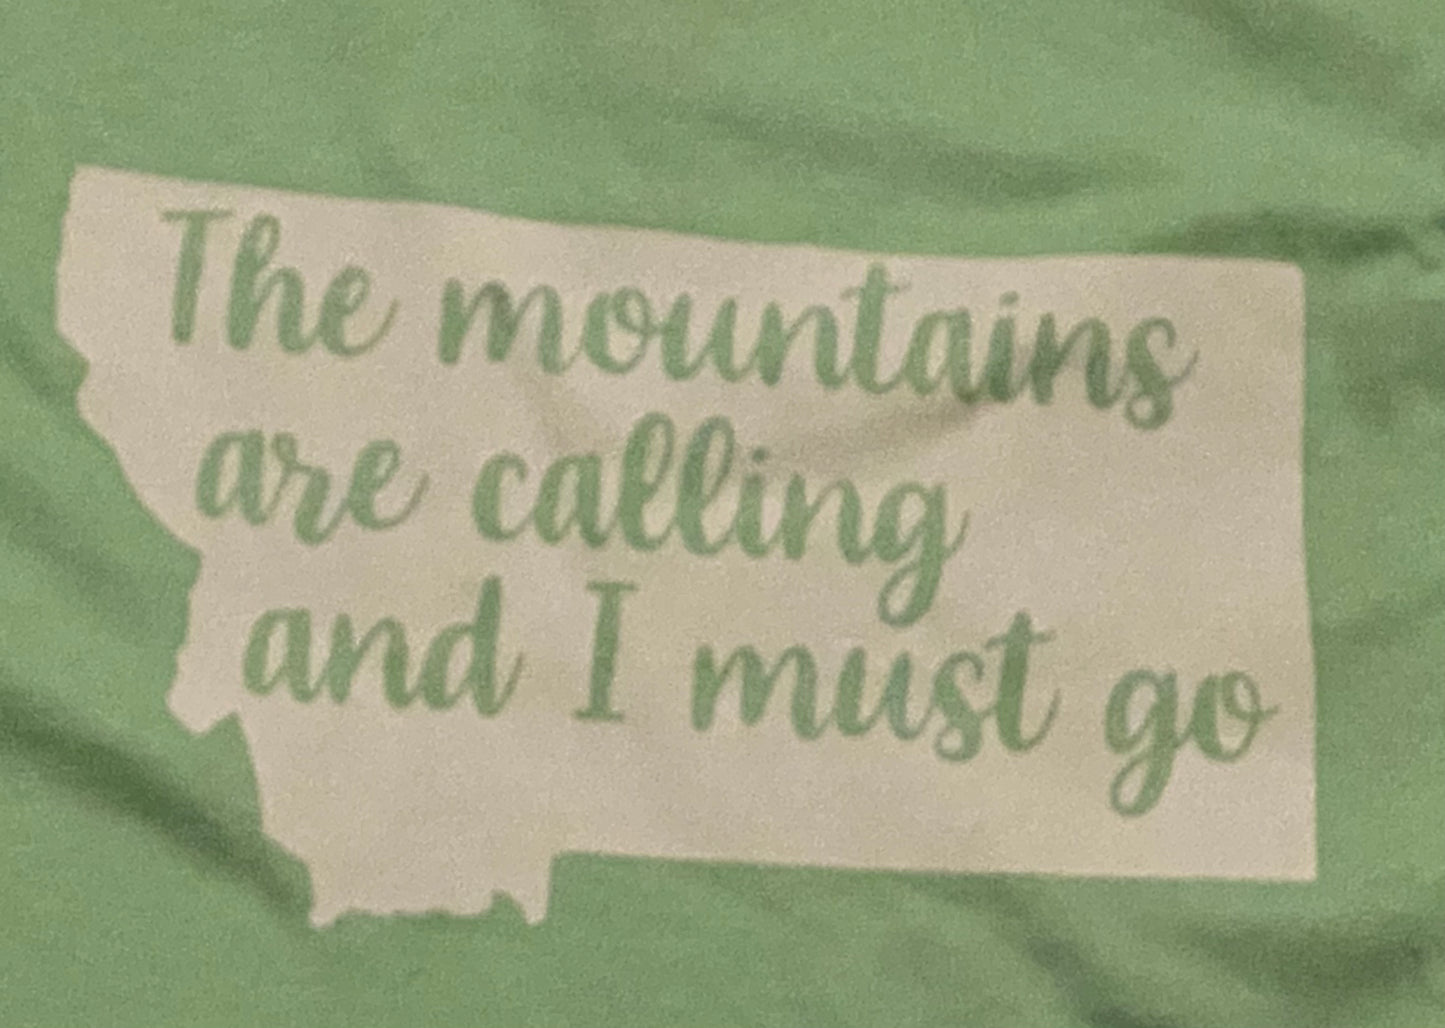 The mountains
are calling
and I must go